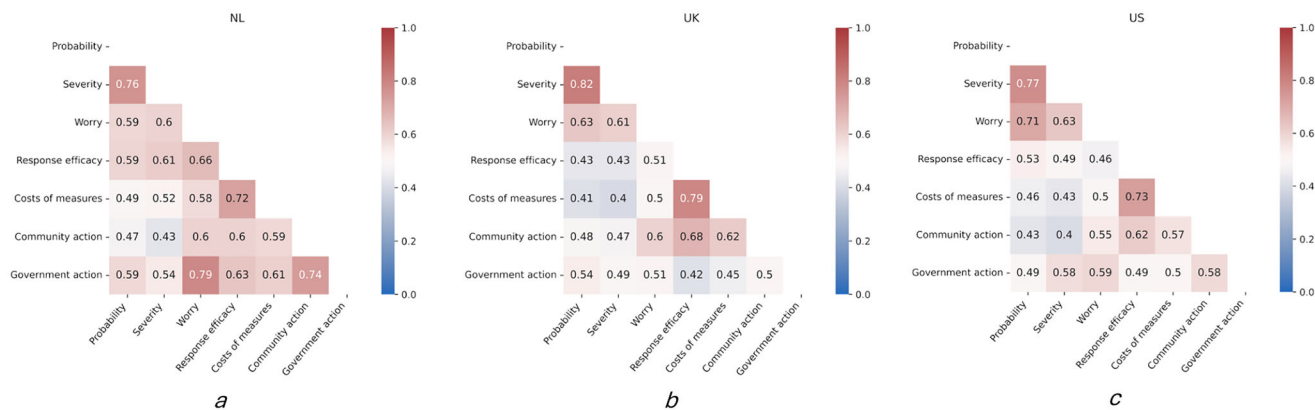 NL
Probability
Severity 0.76
Worry 0.59 0.6
Response efficacy 0.59 0.61 0.66
Costs of measures 0.49 0.52 0.58 0.72
Community action 0.47 0.43 0.6 0.6 0.59
Government action 0.59 0.54 0.79 0.63 0.61 0.74
Probability
Severity
Worry
Response efficacy
Costs of measures
Community action
Government action
1.0
0.8
0.6
0.4
0.2
0.0
a
UK
Probability
Severity 0.82
Worry 0.63 0.61
Response efficacy 0.43 0.43 0.51
Costs of measures 0.41 0.4 0.5 0.79
Community action 0.48 0.47 0.6 0.68 0.62
Government action 0.54 0.49 0.51 0.42 0.45 0.5
Probability
Severity
Worry
Response efficacy
Costs of measures
Community action
Government action
1.0
0.8
0.6
0.4
0.2
0.0
b
US
Probability
Severity 0.77
Worry 0.71 0.63
Response efficacy 0.53 0.49 0.46
Costs of measures 0.46 0.43 0.5 0.73
Community action 0.43 0.4 0.55 0.62 0.57
Government action 0.49 0.58 0.59 0.49 0.5 0.58
Probability
Severity
Worry
Response efficacy
Costs of measures
Community action
Government action
1.0
0.8
0.6
0.4
0.2
0.0
c